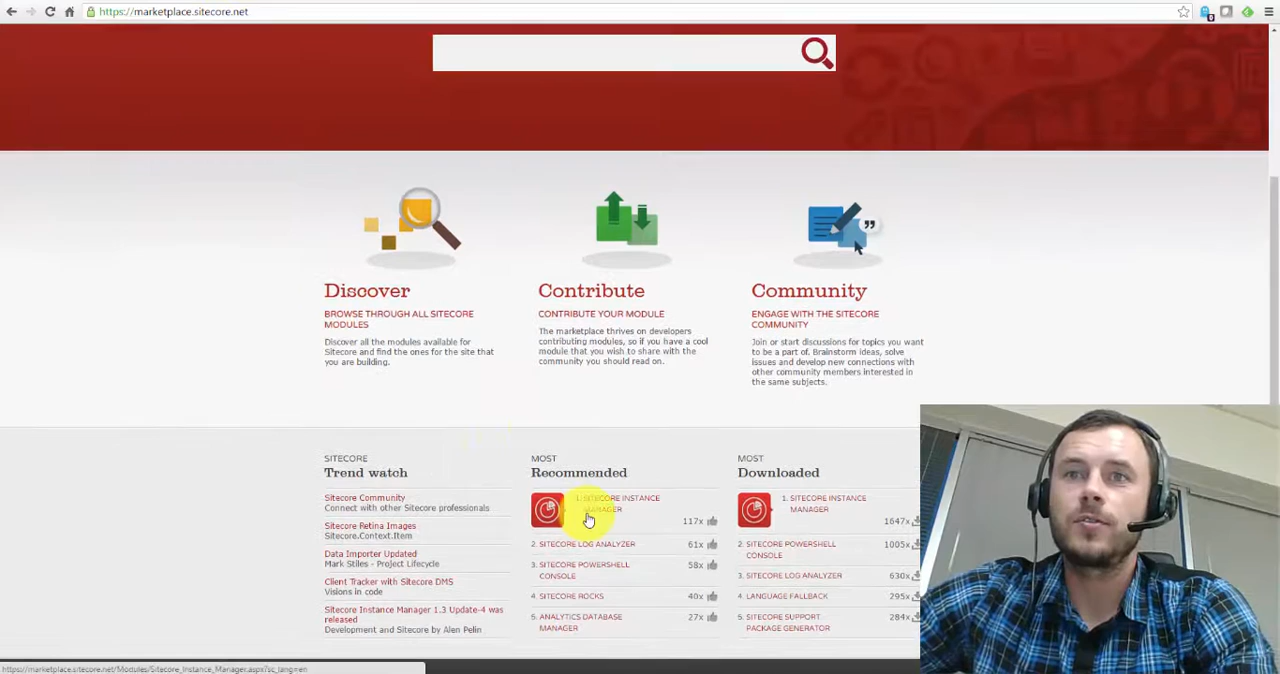 https://marketplace.sitecore.net
Discover
BROWSE THROUGH ALL SITECORE
MODULES
Discover all the modules available for
Sitecore and find the ones for the site that
you are building.
Contribute
CONTRIBUTE YOUR MODULE
The marketplace thrives on developers
contributing modules, so if you have a cool
module that you wish to share with the
community you should read on.
Community
ENGAGE WITH THE SITECORE
COMMUNITY
Join or start discussions for topics you want
to be a part of. Brainstorm ideas, solve
issues and develop new connections with
other community members interested in
the same subjects.
SITECORE
Trend watch
Sitecore Community
Connect with other Sitecore professionals
Sitecore Retina Images
Sitecore.Context.Item
Data Importer Updated
Mark Stiles - Project Lifecycle
Client Tracker with Sitecore DMS
Visions in code
Sitecore Instance Manager 1.3 Update-4 was
released
Development and Sitecore by Alen Pelin
MOST
Recommended
1. SITECORE INSTANCE
MANAGER
117x
2. SITECORE LOG ANALYZER 61x
3. SITECORE POWERSHELL 58x
CONSOLE
4. SITECORE ROCKS 40x
5. ANALYTICS DATABASE 27x
MANAGER
MOST
Downloaded
1. SITECORE INSTANCE
MANAGER
1647x
2. SITECORE POWERSHELL 1005x
CONSOLE
3. SITECORE LOG ANALYZER 630x
4. LANGUAGE FALLBACK 295x
5. SITECORE SUPPORT 284x
PACKAGE GENERATOR
https://marketplace.sitecore.net/Modules/Sitecore_Instance_Manager.aspx?sc_lang=en